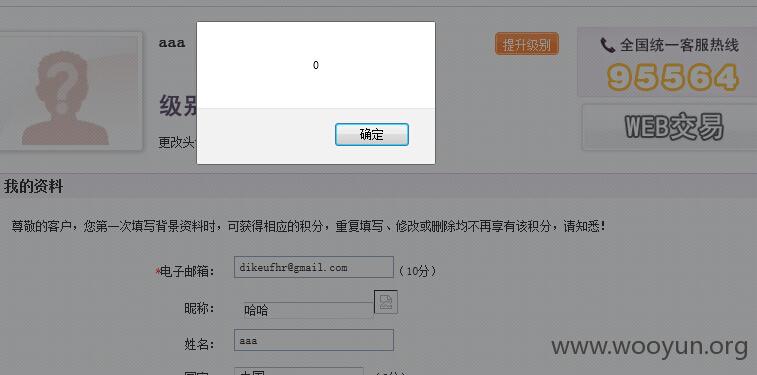 aaa
0
确定
提升级别
全国统一客服热线
95564
WEB交易
级别
更改头
我的资料
尊敬的客户，您第一次填写背景资料时，可获得相应的积分，重复填写、修改或删除均不再享有该积分，请知悉！
*电子邮箱： dikeufhr@gmail.com （10分）
昵称： 哈哈
姓名： aaa
www.wooyun.org